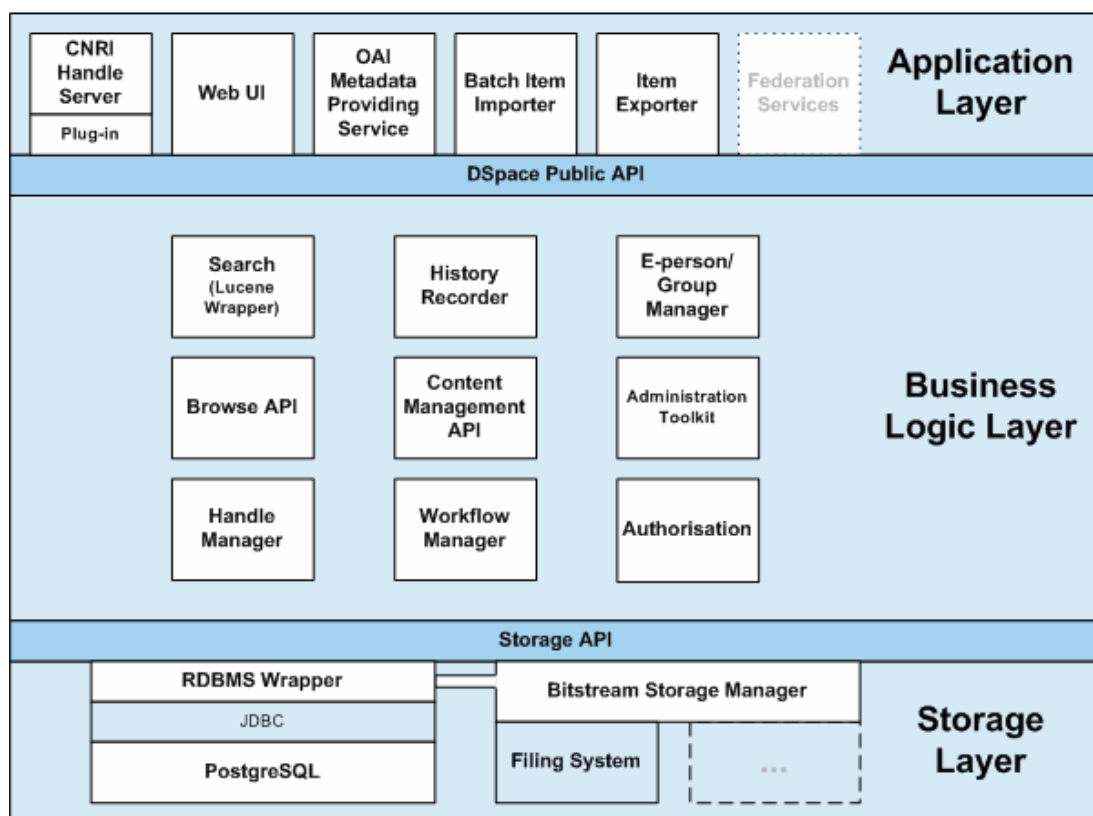 CNRI
Handle
Server
Plug-in
Web UI
OAI
Metadata
Providing
Service
Batch Item
Importer
Item
Exporter
Federation
Services
Application
Layer
DSpace Public API
Search
(Lucene
Wrapper)
History
Recorder
E-person/
Group
Manager
Browse API
Content
Management
API
Administration
Toolkit
Business
Logic Layer
Handle
Manager
Workflow
Manager
Authorisation
Storage API
RDBMS Wrapper
JDBC
PostgreSQL
Bitstream Storage Manager
Filing System
...
Storage
Layer